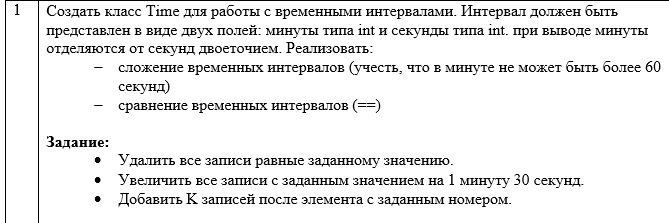 1
Создать класс Time для работы с временными интервалами. Интервал должен быть
представлен в виде двух полей: минуты типа int и секунды типа int. при выводе минуты
отделяются от секунд двоеточием. Реализовать:
– сложение временных интервалов (учесть, что в минуте не может быть более 60
секунд)
– сравнение временных интервалов (==)
Задание:
• Удалить все записи равные заданному значению.
• Увеличить все записи с заданным значением на 1 минуту 30 секунд.
• Добавить К записей после элемента с заданным номером.